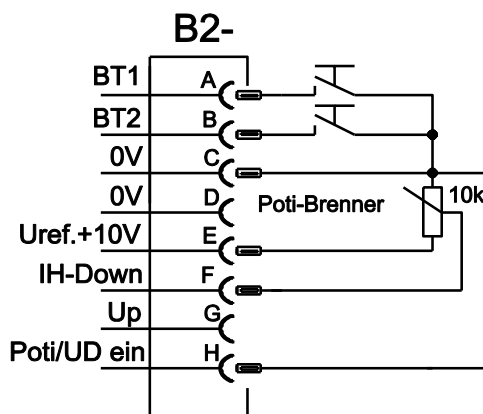 B2-
BT1 A
BT2 B
0V C
0V D
Poti-Brenner 10k
Uref.+10V E
IH-Down F
Up G
Poti/UD ein H